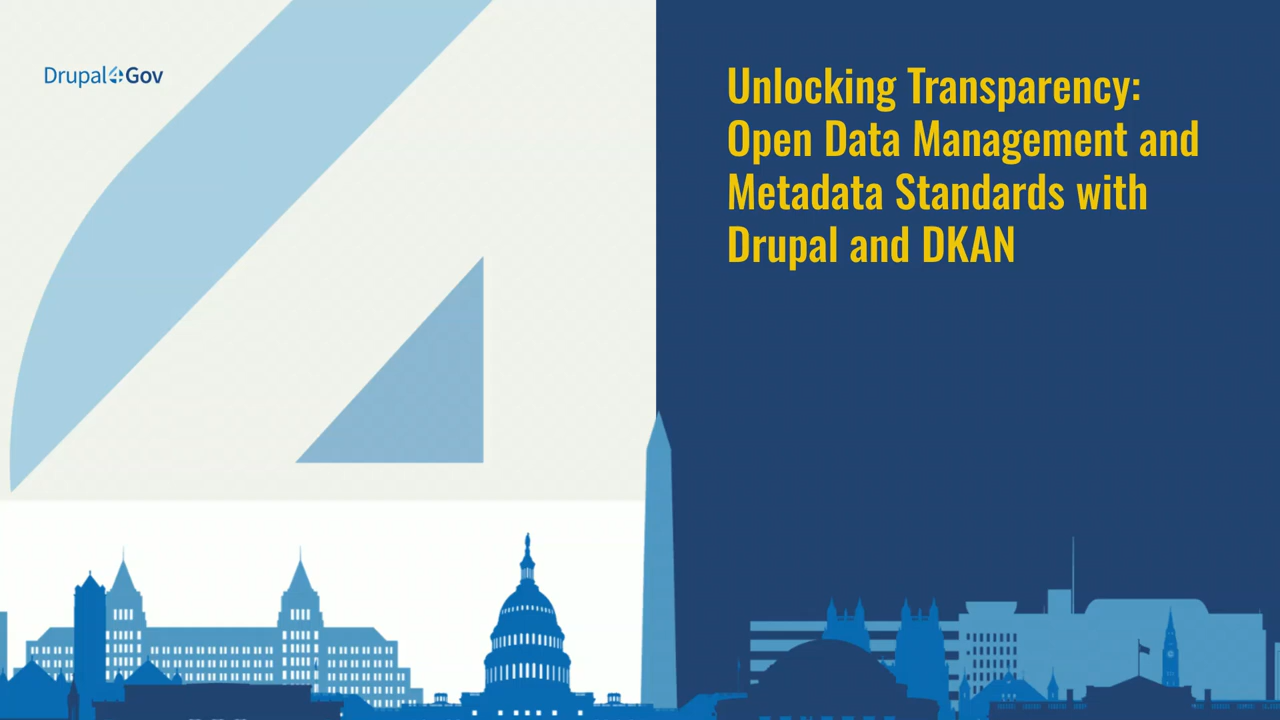 Drupal4Gov
Unlocking Transparency:
Open Data Management and
Metadata Standards with
Drupal and DKAN